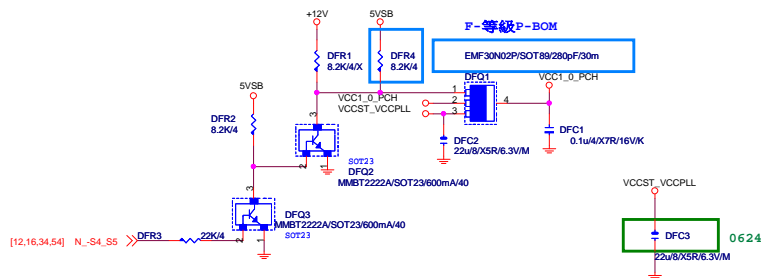 +12V
5VSB
F-等級P-BOM
DFR1
8.2K/4/X
DFR4
8.2K/4
EMF30N02P/SOT89/280pF/30m
DFQ1
VCC1_0_PCH
5VSB
VCC1_0_PCH
VCCST_VCCPLL
1
2
3
4
DFR2
8.2K/4
3
2
1
SOT23
DFQ2
MMBT2222A/SOT23/600mA/40
DFC2
22u/8/X5R/6.3V/M
DFC1
0.1u/4/X7R/16V/K
VCCST_VCCPLL
3
DFQ3
MMBT2222A/SOT23/600mA/40
SOT23
2
1
[12,16,34,54] N_-S4_S5
DFR3
22K/4
DFC3
22u/8/X5R/6.3V/M
0624